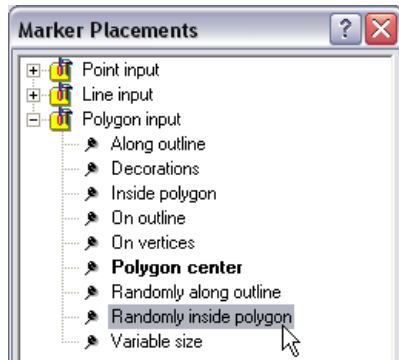 Marker Placements
Point input
Line input
Polygon input
Along outline
Decorations
Inside polygon
On outline
On vertices
Polygon center
Randomly along outline
Randomly inside polygon
Variable size